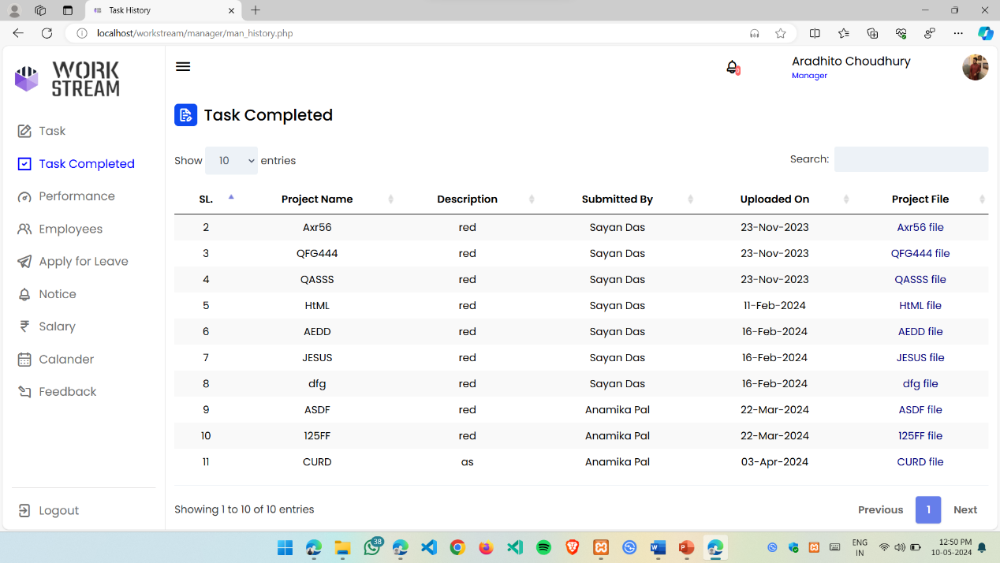 Task History
localhost/workstream/manager/man_history.php
WORK
STREAM
Task
Task Completed
Performance
Employees
Apply for Leave
Notice
Salary
Calander
Feedback
Logout
0
Aradhito Choudhury
Manager
Task Completed
Show 10 entries
Search:
SL. Project Name Description Submitted By Uploaded On Project File
2 Axr56 red Sayan Das 23-Nov-2023 Axr56 file
3 QFG444 red Sayan Das 23-Nov-2023 QFG444 file
4 QASSS red Sayan Das 23-Nov-2023 QASSS file
5 HtML red Sayan Das 11-Feb-2024 HtML file
6 AEDD red Sayan Das 16-Feb-2024 AEDD file
7 JESUS red Sayan Das 16-Feb-2024 JESUS file
8 dfg red Sayan Das 16-Feb-2024 dfg file
9 ASDF red Anamika Pal 22-Mar-2024 ASDF file
10 125FF red Anamika Pal 22-Mar-2024 125FF file
11 CURD as Anamika Pal 03-Apr-2024 CURD file
Showing 1 to 10 of 10 entries
Previous 1 Next
38
ENG
IN
12:50 PM
10-05-2024